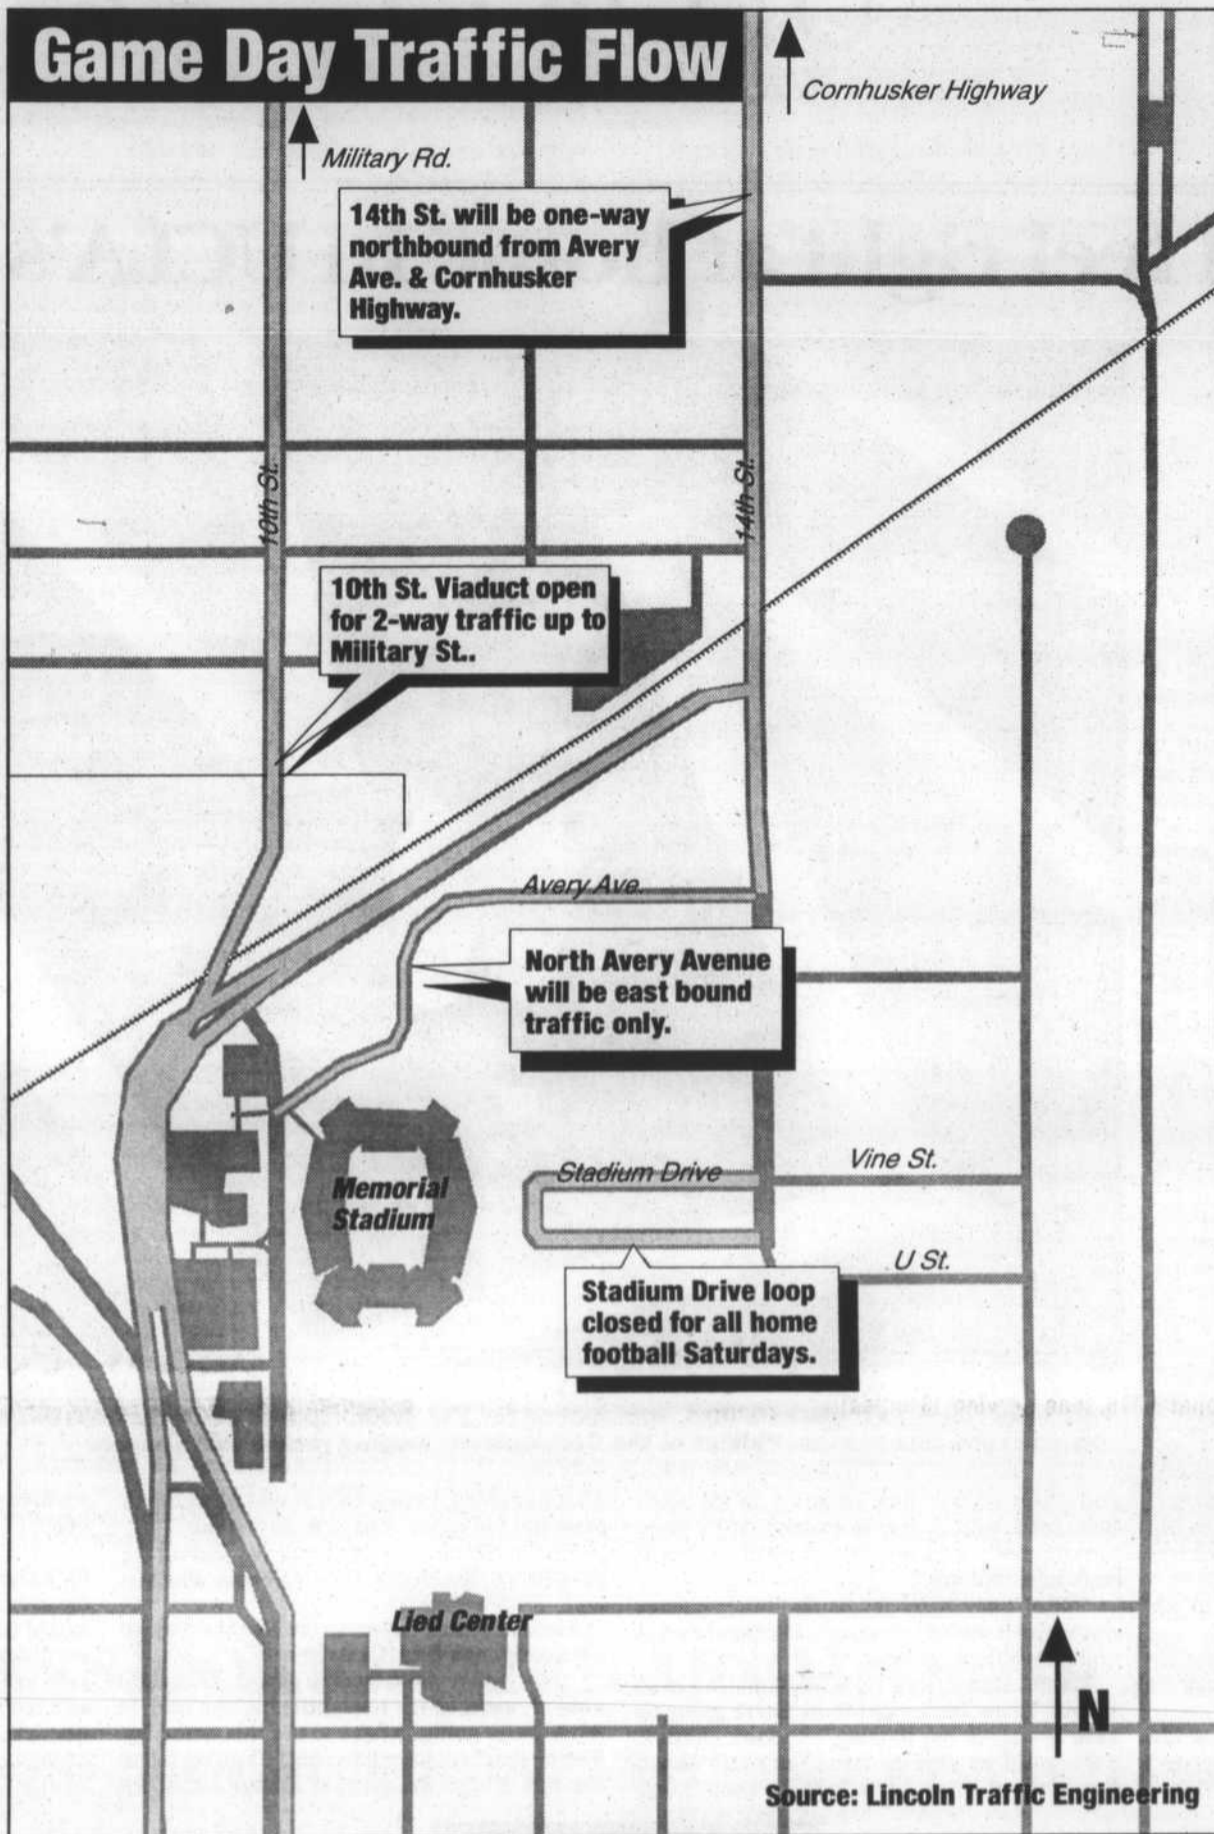 Game Day Traffic Flow
Cornhusker Highway
Military Rd.
14th St. will be one-way
northbound from Avery
Ave. & Cornhusker
Highway.
10th St.
14th St.
10th St. Viaduct open
for 2-way traffic up to
Military St..
Avery Ave.
North Avery Avenue
will be east bound
traffic only.
Memorial
Stadium
Stadium Drive
Vine St.
U St.
Stadium Drive loop
closed for all home
football Saturdays.
Lied Center
N
Source: Lincoln Traffic Engineering